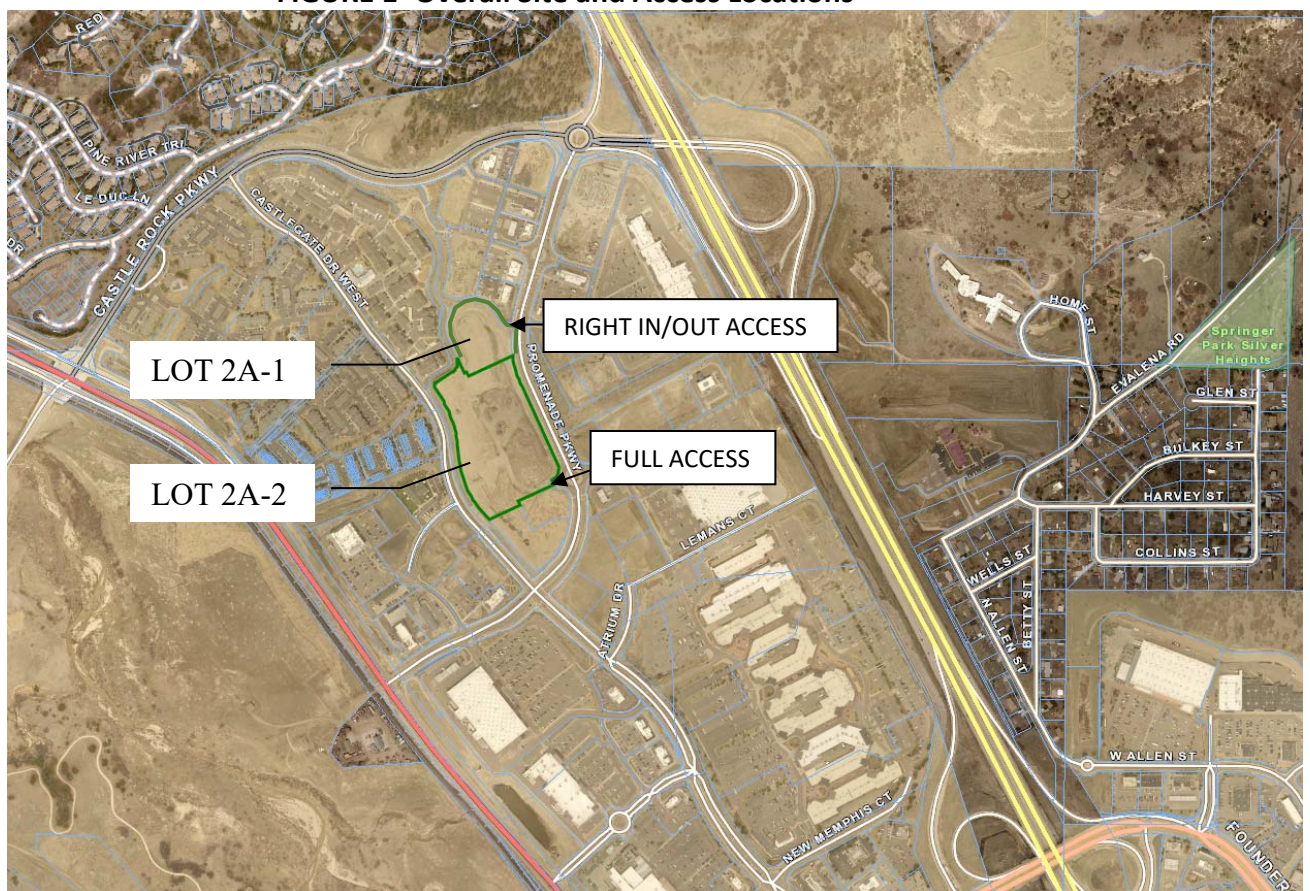 FIGURE 1- Overall Site and Access Locations
RED
PINE RIVER TRL
LE DUC LN
DR
CASTLE ROCK PKWY
CASTLEGATE DR WEST
RIGHT IN/OUT ACCESS
LOT 2A-1
PROMENADE PKWY
FULL ACCESS
LOT 2A-2
HOME ST
EVALENA RD
Springer
Park Silver
Heights
GLEN ST
BULKEY ST
HARVEY ST
COLLINS ST
LEMANS CT
WELLS ST
N ALLEN ST
BETTY ST
ATRIUM DR
W ALLEN ST
NEW MEMPHIS CT
FOUNDER